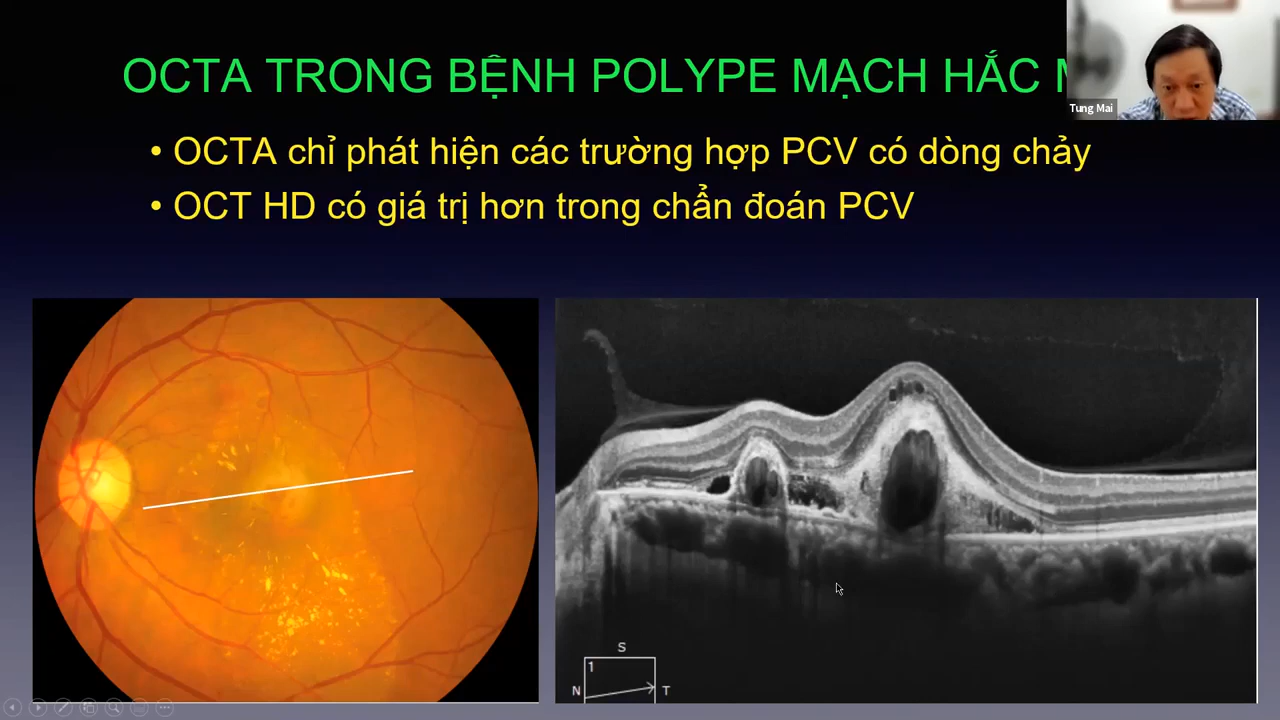 OCTA TRONG BỆNH POLYPE MẠCH HẮC
Tung Mai
• OCTA chỉ phát hiện các trường hợp PCV có dòng chảy
• OCT HD có giá trị hơn trong chẩn đoán PCV
S
1
N T